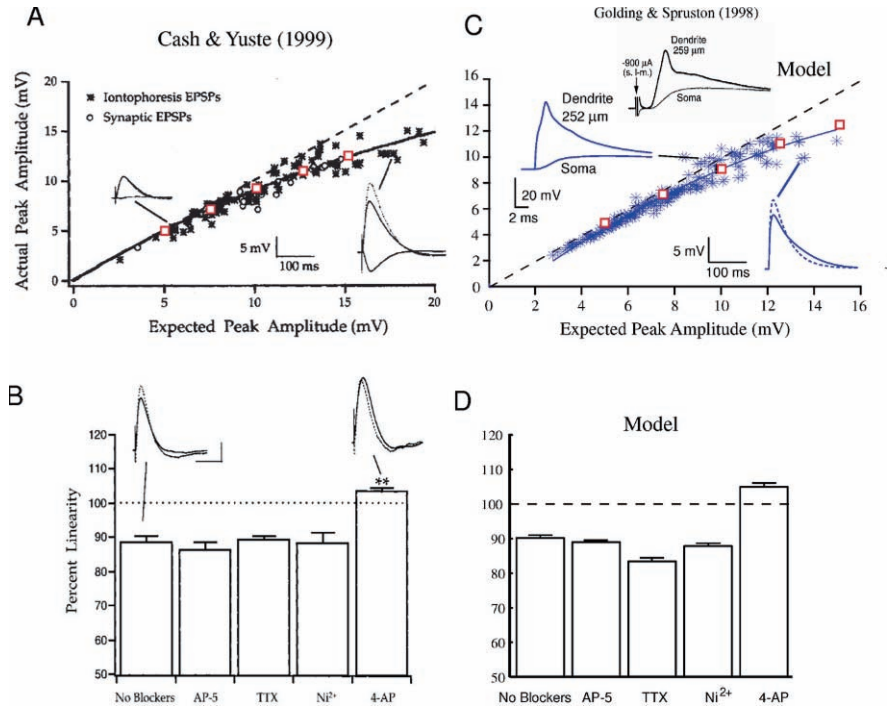 A
Cash & Yuste (1999)
Actual Peak Amplitude (mV)
20
15
10
5
0
Iontophoresis EPSPs
Synaptic EPSPs
5 mV
100 ms
0
5
10
15
20
Expected Peak Amplitude (mV)
C
Golding & Spruston (1998)
Model
16
14
12
10
8
6
4
2
0
-900 µA
(s. l-m.)
Dendrite
259 µm
Soma
Dendrite
252 µm
Soma
20 mV
2 ms
5 mV
100 ms
0
2
4
6
8
10
12
14
16
Expected Peak Amplitude (mV)
B
Percent Linearity
120
110
100
90
80
70
60
50
**
No Blockers
AP-5
TTX
Ni²⁺
4-AP
D
Model
120
110
100
90
80
70
60
50
No Blockers
AP-5
TTX
Ni²⁺
4-AP